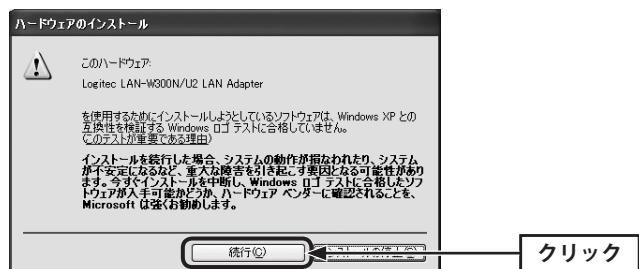 ハードウェアのインストール
このハードウェア:
Logitec LAN-W300N/U2 LAN Adapter
を使用するためにインストールしようとしているソフトウェアは、Windows XP との
互換性を検証する Windows ロゴ テストに合格していません。
(このテストが重要である理由)
インストールを続行した場合、システムの動作が損なわれたり、システム
が不安定になるなど、重大な障害を引き起こす要因となる可能性があり
ます。今すぐインストールを中断し、Windows ロゴ テストに合格したソフ
トウェアが入手可能かどうか、ハードウェア ベンダーに確認されることを、
Microsoft は強くお勧めします。
続行(C)
クリック